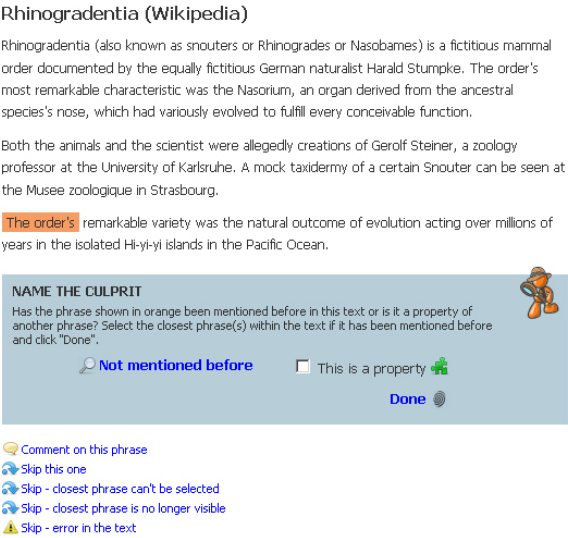 Rhinogradentia (Wikipedia)
Rhinogradentia (also known as snouters or Rhinogrades or Nasobames) is a fictitious mammal
order documented by the equally fictitious German naturalist Harald Stumpke. The order's
most remarkable characteristic was the Nasorium, an organ derived from the ancestral
species's nose, which had variously evolved to fulfill every conceivable function.
Both the animals and the scientist were allegedly creations of Gerolf Steiner, a zoology
professor at the University of Karlsruhe. A mock taxidermy of a certain Snouter can be seen at
the Musee zoologique in Strasbourg.
The order's remarkable variety was the natural outcome of evolution acting over millions of
years in the isolated Hi-yi-yi islands in the Pacific Ocean.
NAME THE CULPRIT
Has the phrase shown in orange been mentioned before in this text or is it a property of
another phrase? Select the closest phrase(s) within the text if it has been mentioned before
and click "Done".
Not mentioned before This is a property
Done
Comment on this phrase
Skip this one
Skip - closest phrase can't be selected
Skip - closest phrase is no longer visible
Skip - error in the text